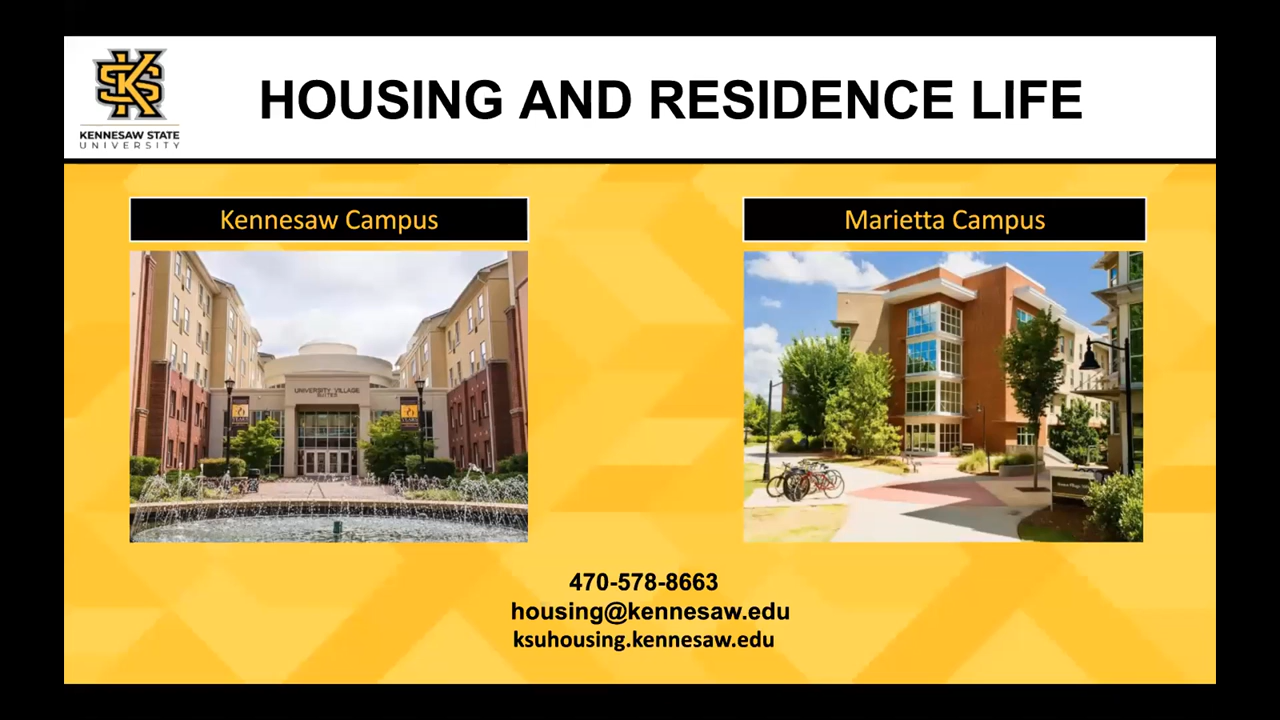 KS
KENNESAW STATE
UNIVERSITY
HOUSING AND RESIDENCE LIFE
Kennesaw Campus
Marietta Campus
UNIVERSITY VILLAGE
SUITES
470-578-8663
housing@kennesaw.edu
ksuhousing.kennesaw.edu